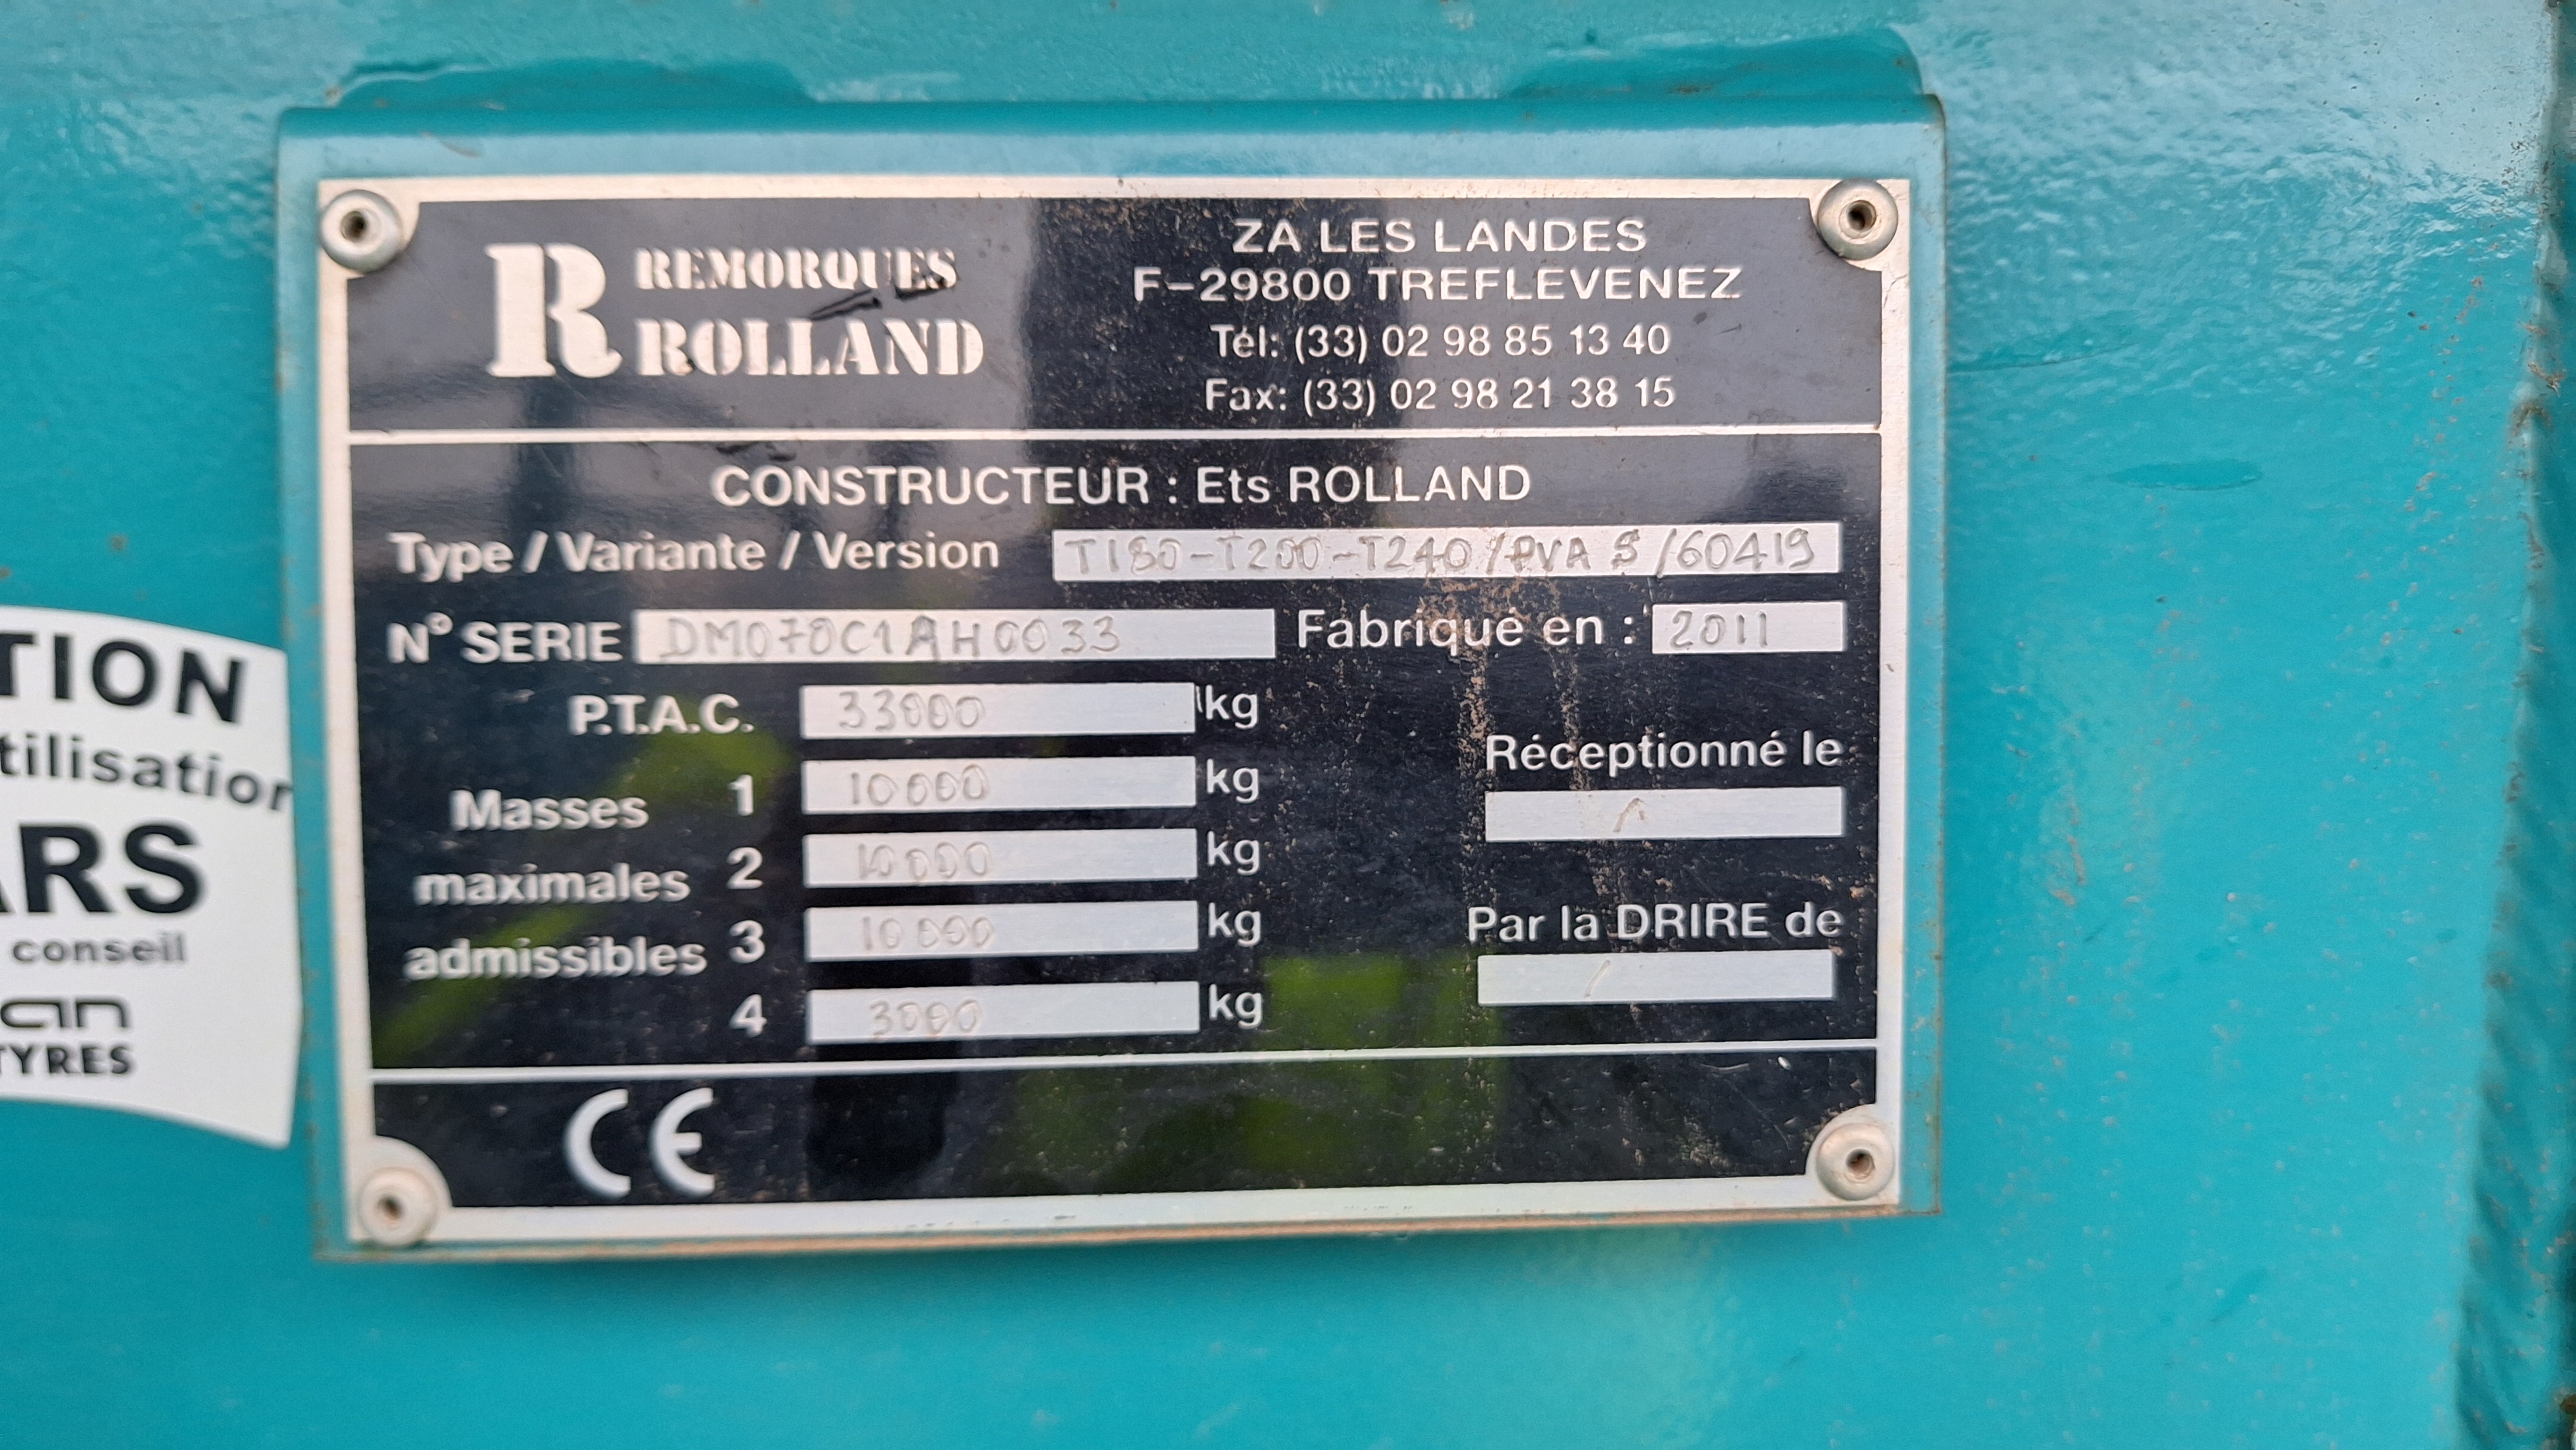 R REMORQUES
ROLLAND
ZA LES LANDES
F-29800 TREFLEVENEZ
Tél: (33) 02 98 85 13 40
Fax: (33) 02 98 21 38 15
CONSTRUCTEUR : Ets ROLLAND
Type / Variante / Version T180-T200-T240/PVA S/60419
N° SERIE DM070C1AH0033 Fabriqué en : 2011
P.T.A.C. 33000 kg
Masses maximales admissibles
1 10000 kg
2 10000 kg
3 10000 kg
4 3000 kg
Réceptionné le
/
Par la DRIRE de
/
CE
TION
tilisation
ARS
conseil
an
TYRES